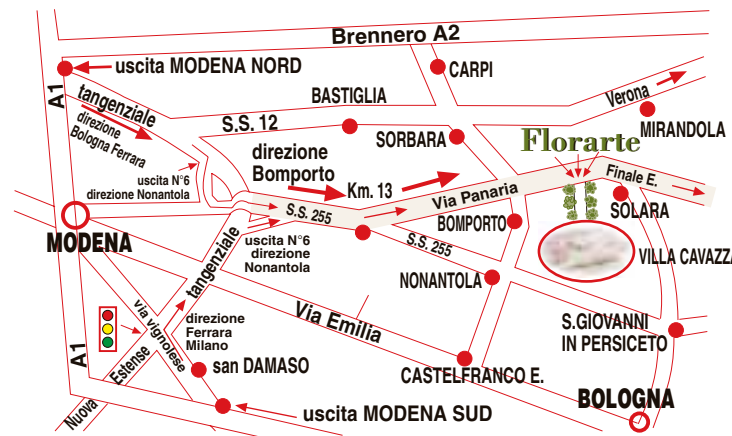 Brennero A2
uscita MODENA NORD
CARPI
A1
tangenziale
BASTIGLIA
Verona
direzione
Bologna Ferrara
S.S. 12
SORBARA
MIRANDOLA
Florarte
direzione
Bomporto
Km. 13
uscita N°6
direzione Nonantola
Finale E.
Via Panaria
S.S. 255
SOLARA
BOMPORTO
MODENA
uscita N°6
direzione
Nonantola
S.S. 255
VILLA CAVAZZA
tangenziale
NONANTOLA
via vignolese
direzione
Ferrara
Milano
Via Emilia
S.GIOVANNI
IN PERSICETO
A1
Nuova Estense
san DAMASO
CASTELFRANCO E.
BOLOGNA
uscita MODENA SUD